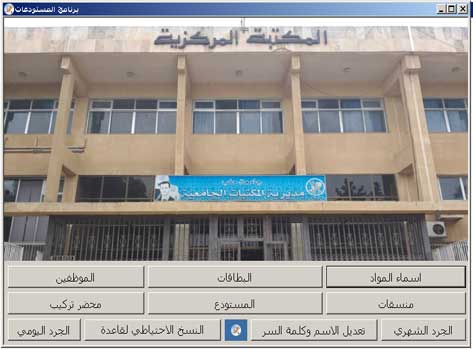 برنامج المستودعات
المكتبة المركزية
مديرية المكتبات الجامعية
اسماء المواد
البطاقات
الموظفين
منسقات
المستودع
محضر تركيب
الجرد الشهري
تعديل الاسم وكلمة السر
النسخ الاحتياطي لقاعدة
الجرد اليومي